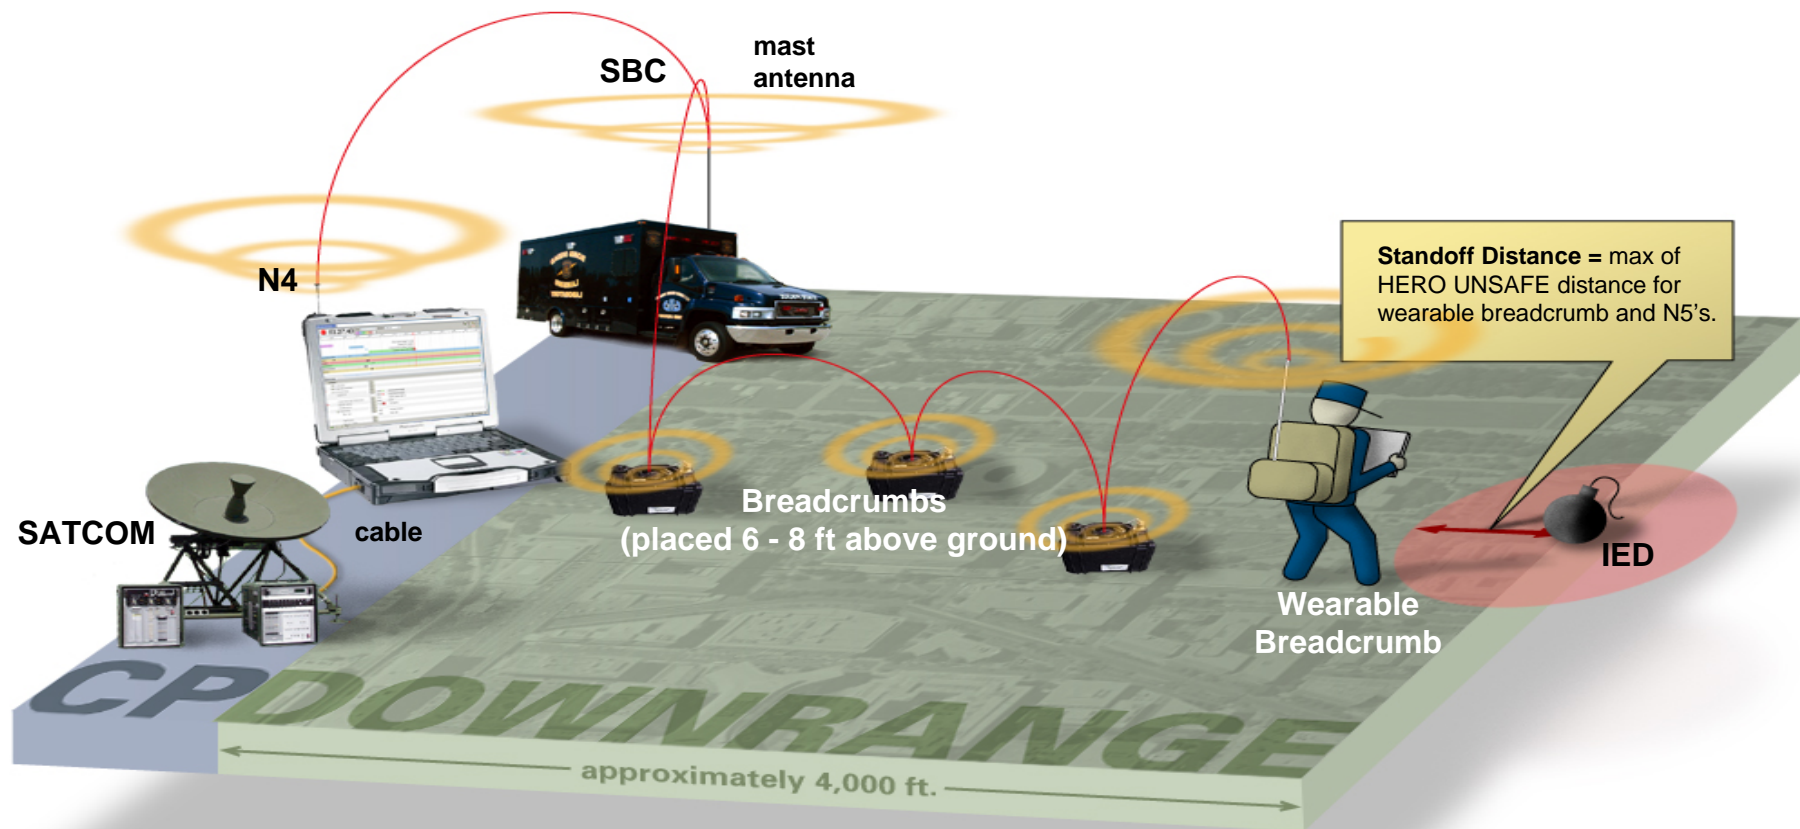 mast
antenna
SBC
N4
Standoff Distance = max of
HERO UNSAFE distance for
wearable breadcrumb and N5's.
SATCOM
cable
Breadcrumbs
(placed 6 - 8 ft above ground)
IED
Wearable
Breadcrumb
CP DOWNRANGE
approximately 4,000 ft.